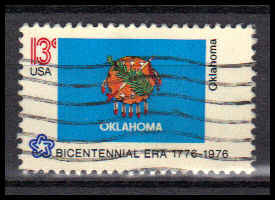 13c
USA
Oklahoma
OKLAHOMA
BICENTENNIAL ERA 1776-1976